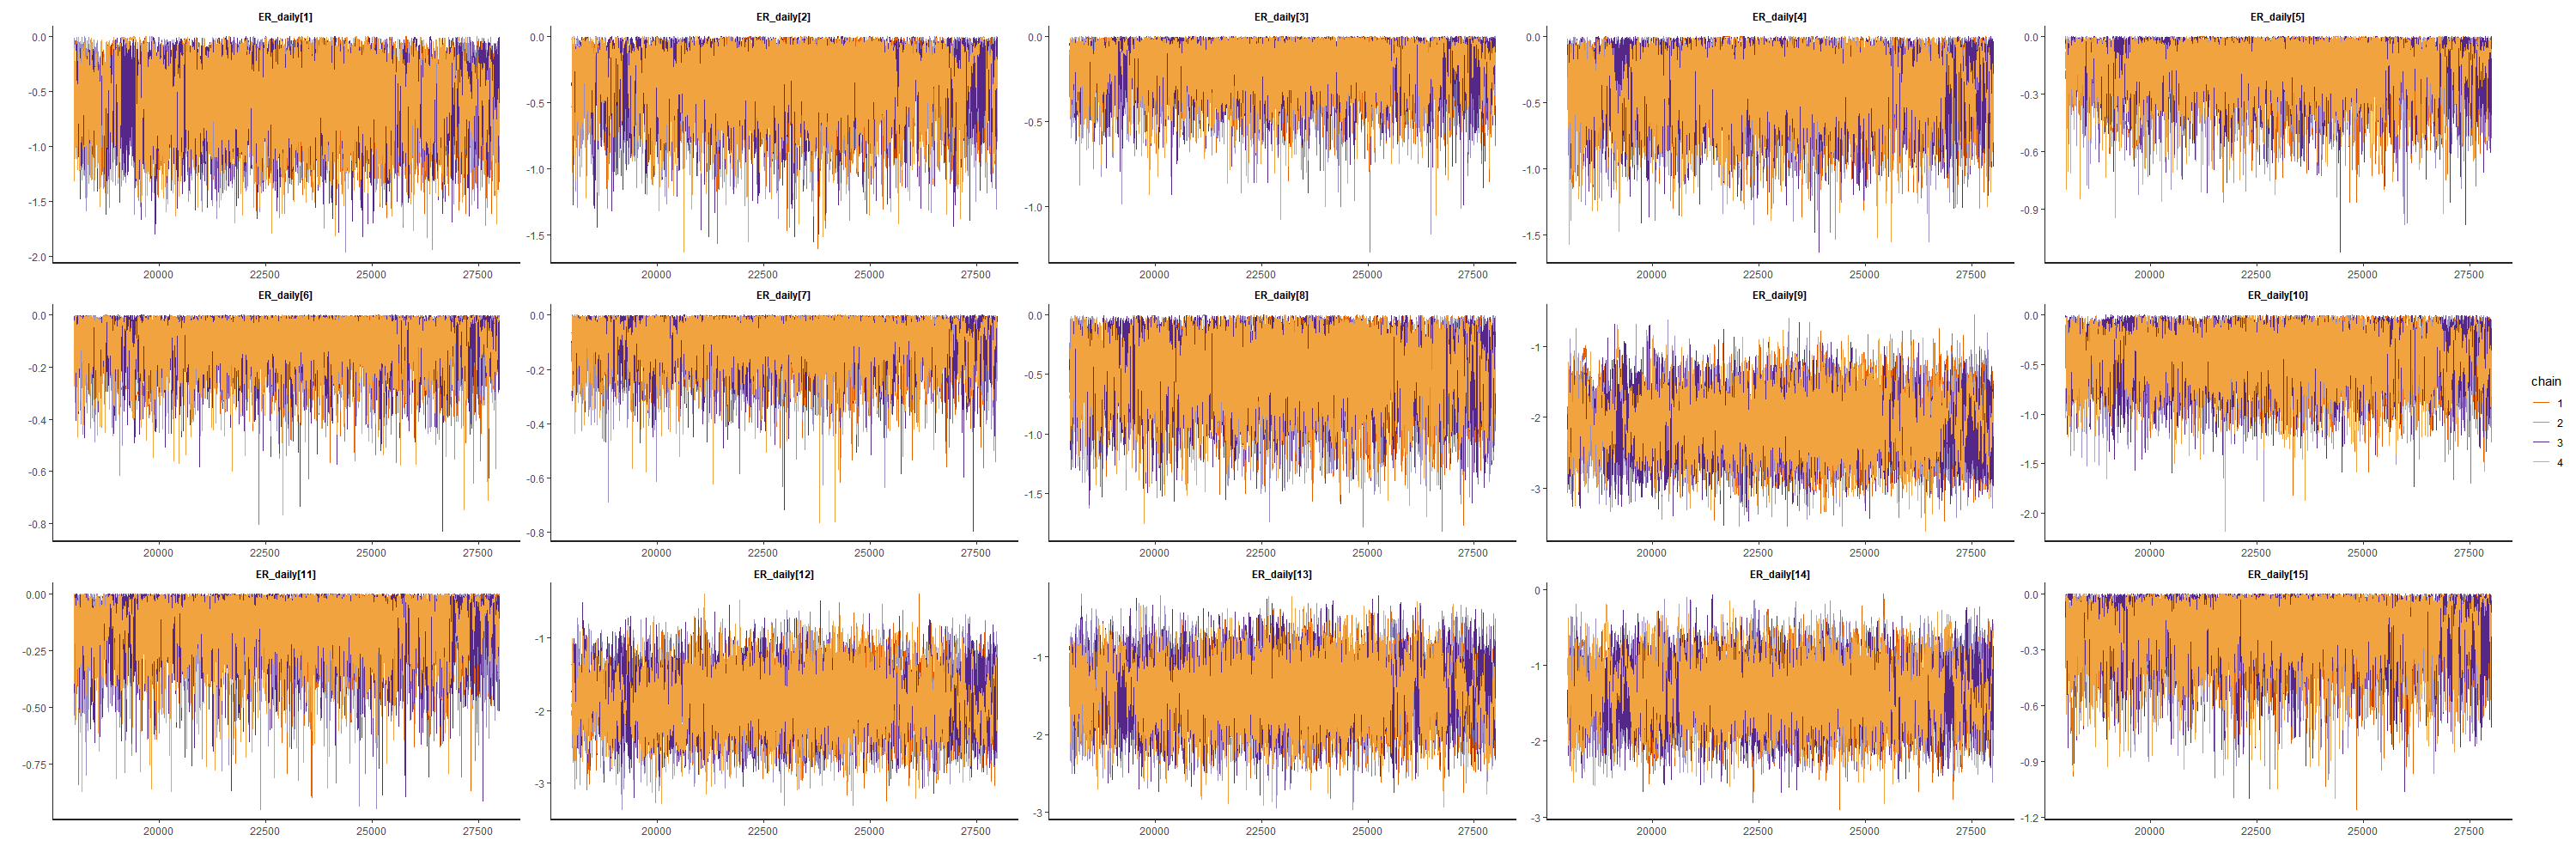 ER_daily[1] ER_daily[2] ER_daily[3] ER_daily[4] ER_daily[5]
0.0 0.0 0.0 0.0 0.0
-0.5 -0.5 -0.5 -0.5 -0.3
-1.0 -1.0 -1.0 -1.0 -0.6
-1.5 -1.5 -1.5 -0.9
-2.0
20000 22500 25000 27500 20000 22500 25000 27500 20000 22500 25000 27500 20000 22500 25000 27500 20000 22500 25000 27500
ER_daily[6] ER_daily[7] ER_daily[8] ER_daily[9] ER_daily[10]
0.0 0.0 0.0 -1 0.0
-0.2 -0.2 -0.5 -2 -0.5
-0.4 -0.4 -1.0 -3 -1.0
-0.6 -0.6 -1.5 -1.5
-0.8 -0.8 -2.0
20000 22500 25000 27500 20000 22500 25000 27500 20000 22500 25000 27500 20000 22500 25000 27500 20000 22500 25000 27500
chain
1
2
3
4
ER_daily[11] ER_daily[12] ER_daily[13] ER_daily[14] ER_daily[15]
0.00 -1 -1 0 0.0
-0.25 -2 -2 -1 -0.3
-0.50 -3 -3 -2 -0.6
-0.75 -3 -0.9
-1.2
20000 22500 25000 27500 20000 22500 25000 27500 20000 22500 25000 27500 20000 22500 25000 27500 20000 22500 25000 27500